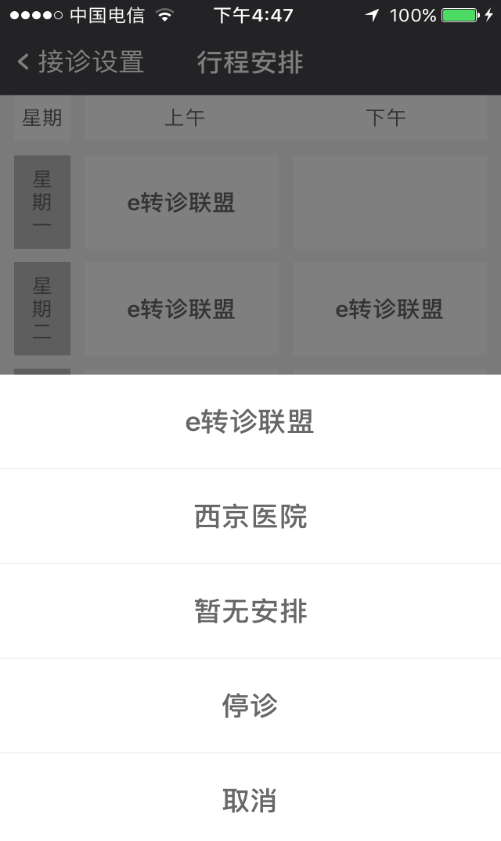 中国电信 下午4:47 100%
接诊设置 行程安排
星期 上午 下午
星期一 e转诊联盟
星期二 e转诊联盟 e转诊联盟
e转诊联盟
西京医院
暂无安排
停诊
取消